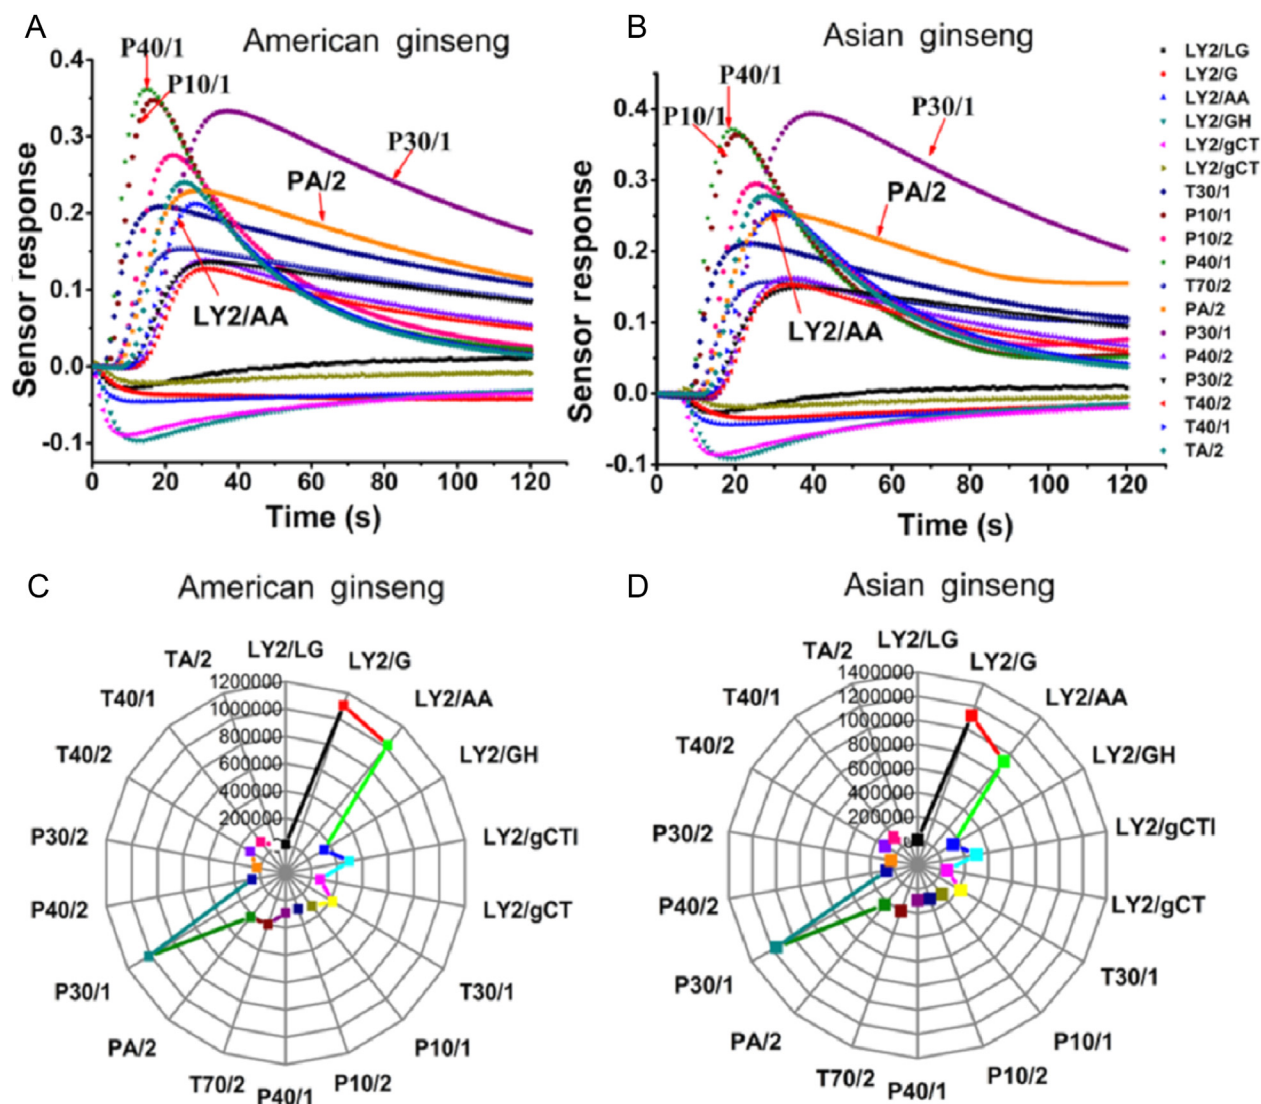 A
American ginseng
P40/1
P10/1
P30/1
PA/2
LY2/AA
0.4
0.3
0.2
0.1
0.0
-0.1
Sensor response
0
20
40
60
80
100
120
Time (s)
B
Asian ginseng
P40/1
P10/1
P30/1
PA/2
LY2/AA
0.4
0.3
0.2
0.1
0.0
-0.1
Sensor response
0
20
40
60
80
100
120
Time (s)
LY2/LG
LY2/G
LY2/AA
LY2/GH
LY2/gCT
LY2/gCT
T30/1
P10/1
P10/2
P40/1
T70/2
PA/2
P30/1
P40/2
P30/2
T40/2
T40/1
TA/2
C
American ginseng
LY2/LG
LY2/G
LY2/AA
LY2/GH
LY2/gCTl
LY2/gCT
T30/1
P10/1
P10/2
P40/1
T70/2
PA/2
P30/1
P40/2
P30/2
T40/2
T40/1
TA/2
1200000
1000000
800000
600000
400000
200000
D
Asian ginseng
LY2/LG
LY2/G
LY2/AA
LY2/GH
LY2/gCTl
LY2/gCT
T30/1
P10/1
P10/2
P40/1
T70/2
PA/2
P30/1
P40/2
P30/2
T40/2
T40/1
TA/2
1400000
1200000
1000000
800000
600000
400000
200000
0